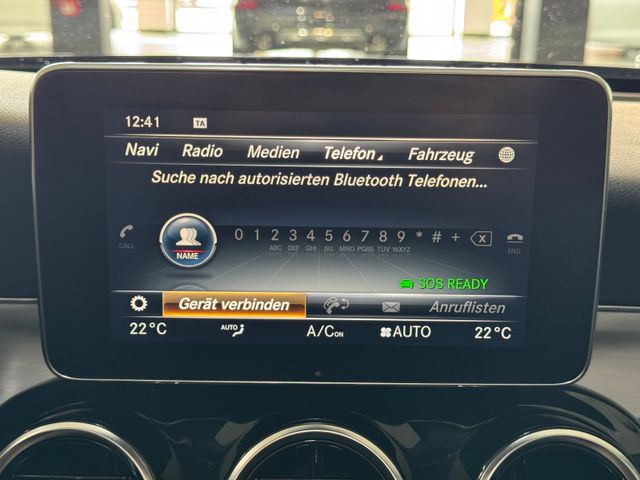 12:41 TA
Navi Radio Medien Telefon Fahrzeug
Suche nach autorisierten Bluetooth Telefonen...
0 1 2 3 4 5 6 7 8 9 * # +
ABC DEF GHI JKL MNO PQRS TUV WXYZ
CALL NAME END
SOS READY
Gerät verbinden Anruflisten
22°C AUTO A/C ON AUTO 22°C